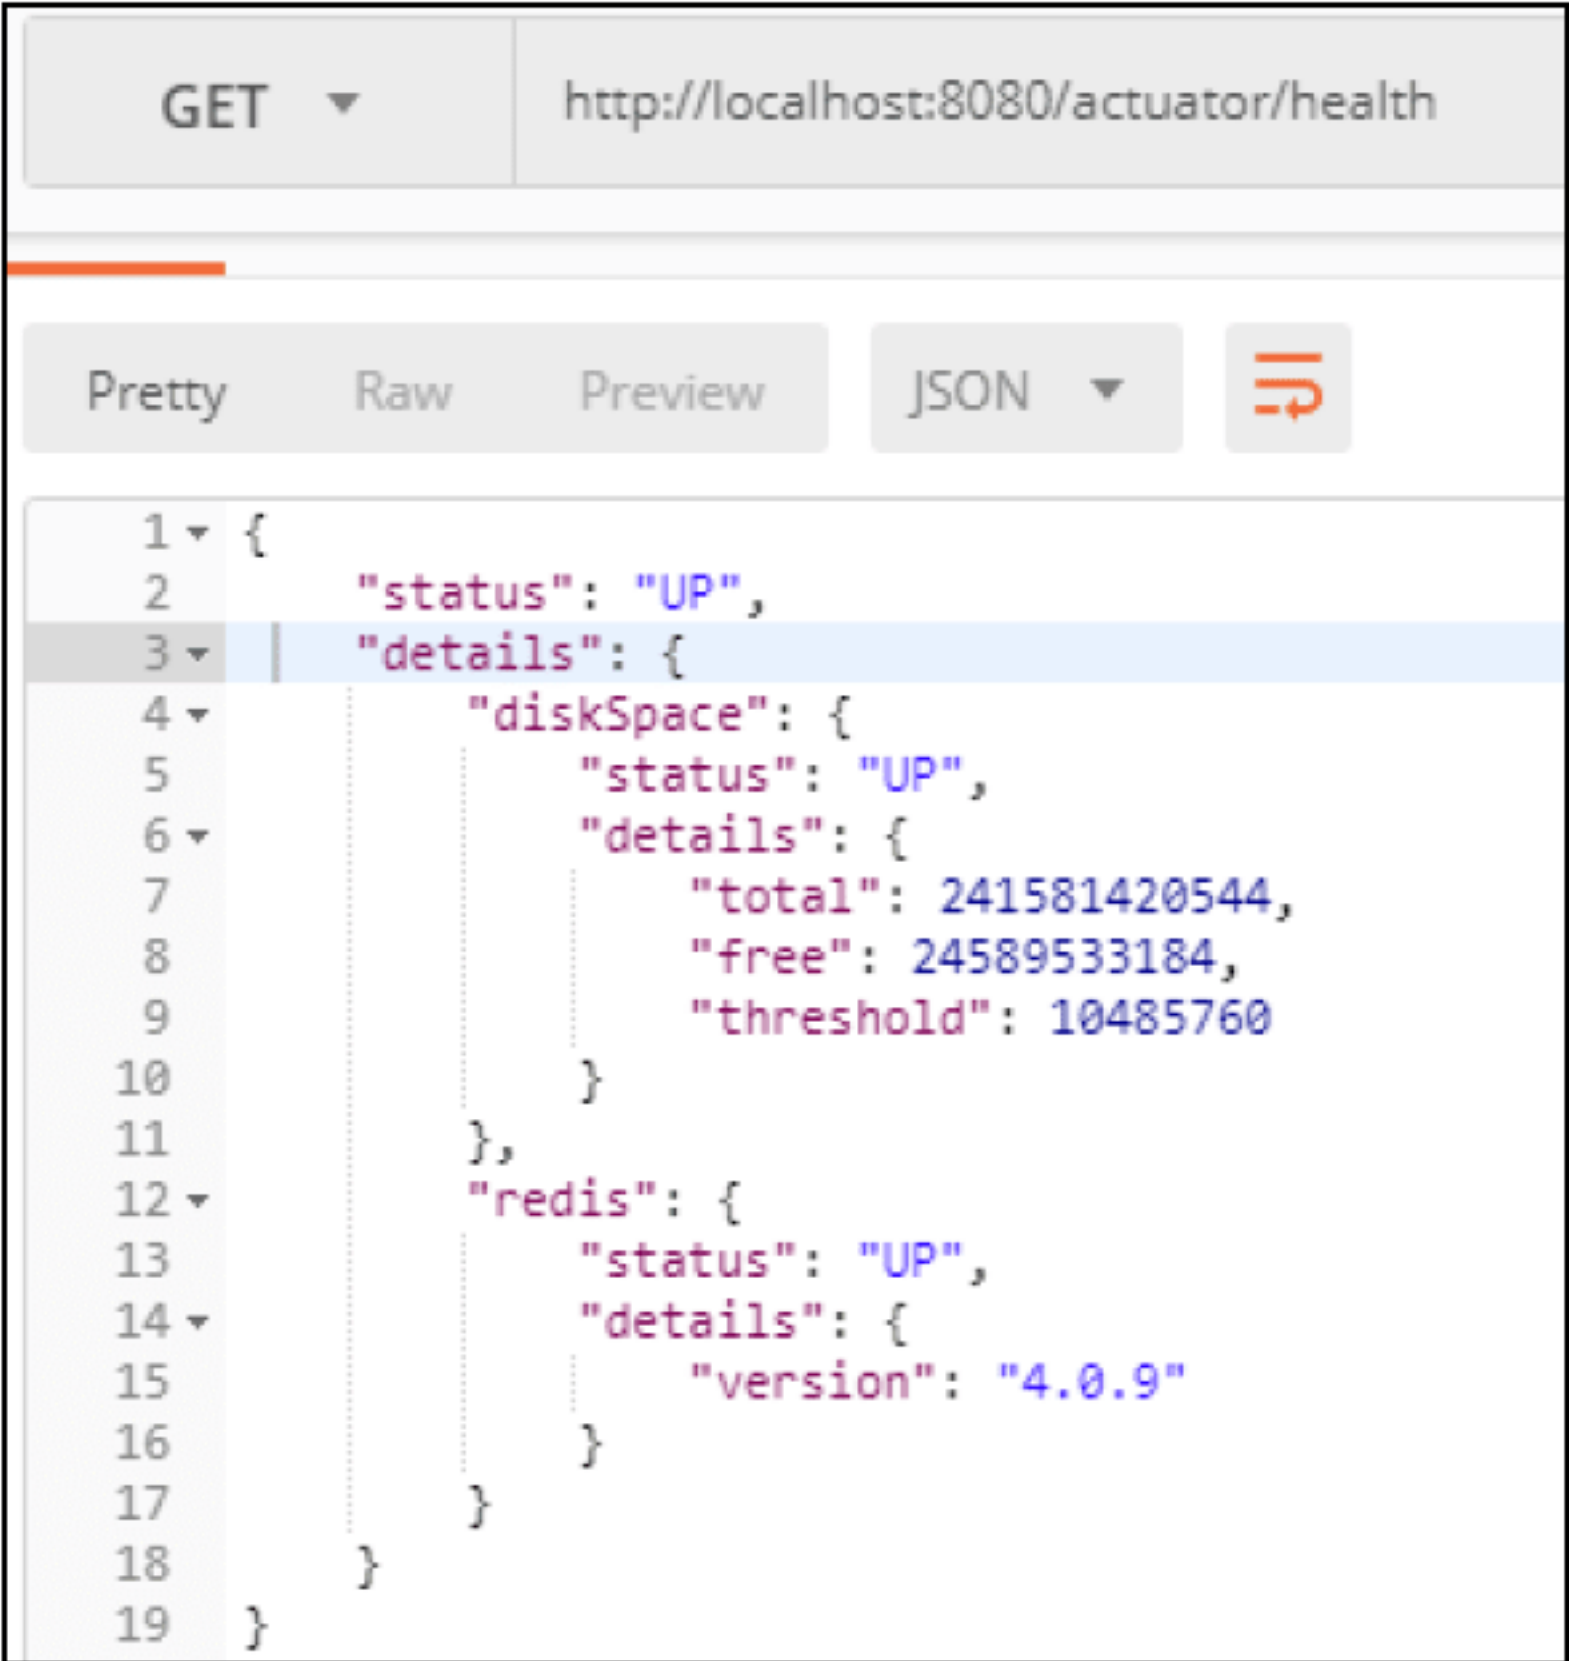 GET http://localhost:8080/actuator/health
Pretty Raw Preview JSON
1 {
2 "status": "UP",
3 "details": {
4 "diskSpace": {
5 "status": "UP",
6 "details": {
7 "total": 241581420544,
8 "free": 24589533184,
9 "threshold": 10485760
10 }
11 },
12 "redis": {
13 "status": "UP",
14 "details": {
15 "version": "4.0.9"
16 }
17 }
18 }
19 }